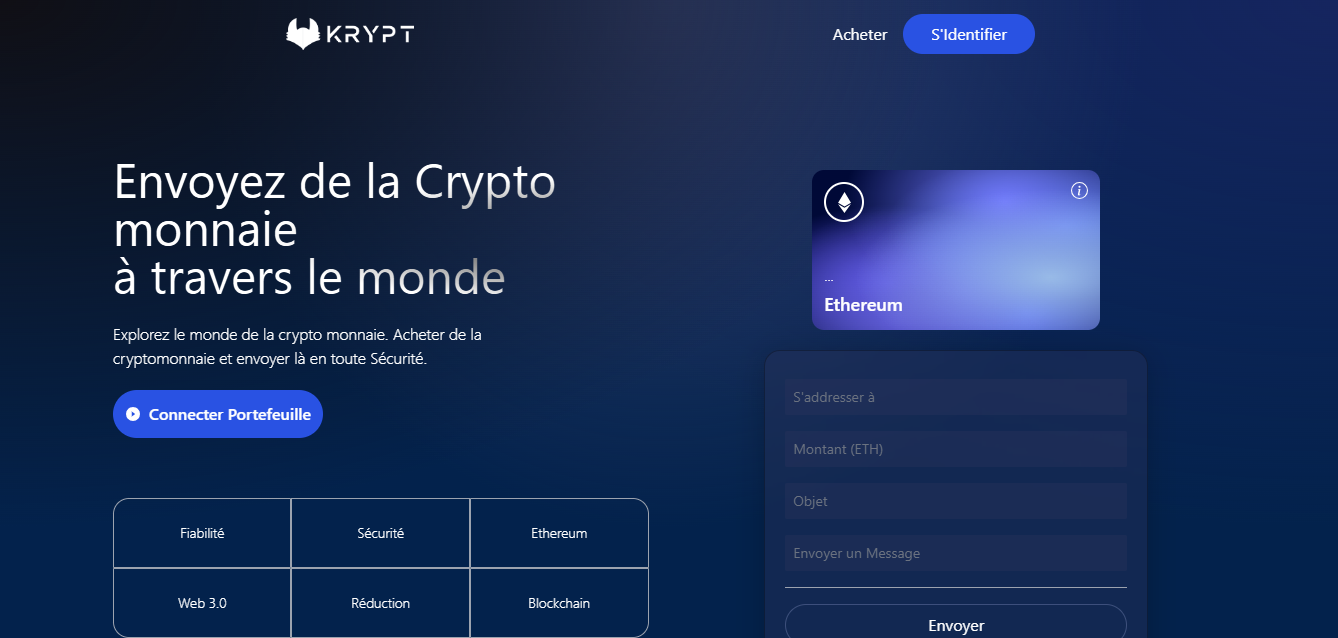 KRYPT
Acheter
S'Identifier
Envoyez de la Crypto
monnaie
à travers le monde
Explorez le monde de la crypto monnaie. Acheter de la
cryptomonnaie et envoyer là en toute Sécurité.
Connecter Portefeuille
Fiabilité
Sécurité
Ethereum
Web 3.0
Réduction
Blockchain
...
Ethereum
S'addresser à
Montant (ETH)
Objet
Envoyer un Message
Envoyer